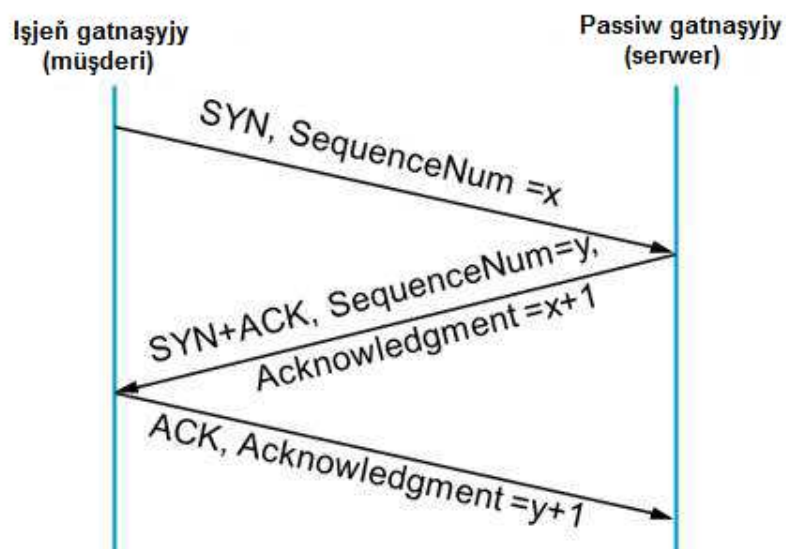 Işjeň gatnaşyjy
(müşderi)
Passiw gatnaşyjy
(serwer)
SYN, SequenceNum =x
SYN+ACK, SequenceNum=y,
Acknowledgment =x+1
ACK, Acknowledgment =y+1